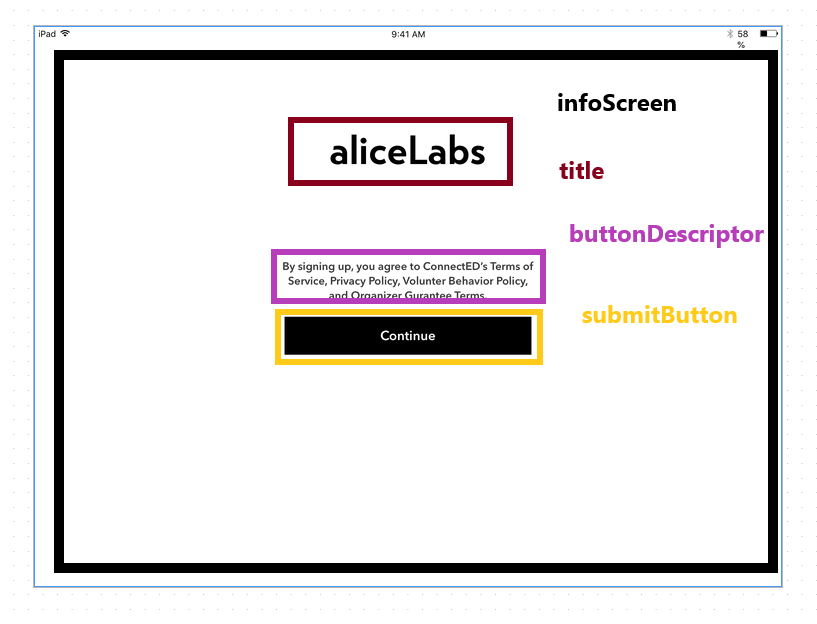 iPad 9:41 AM 58
%
infoScreen
aliceLabs
title
buttonDescriptor
By signing up, you agree to ConnectED's Terms of
Service, Privacy Policy, Volunter Behavior Policy,
and Organizer Gurantee Terms.
submitButton
Continue